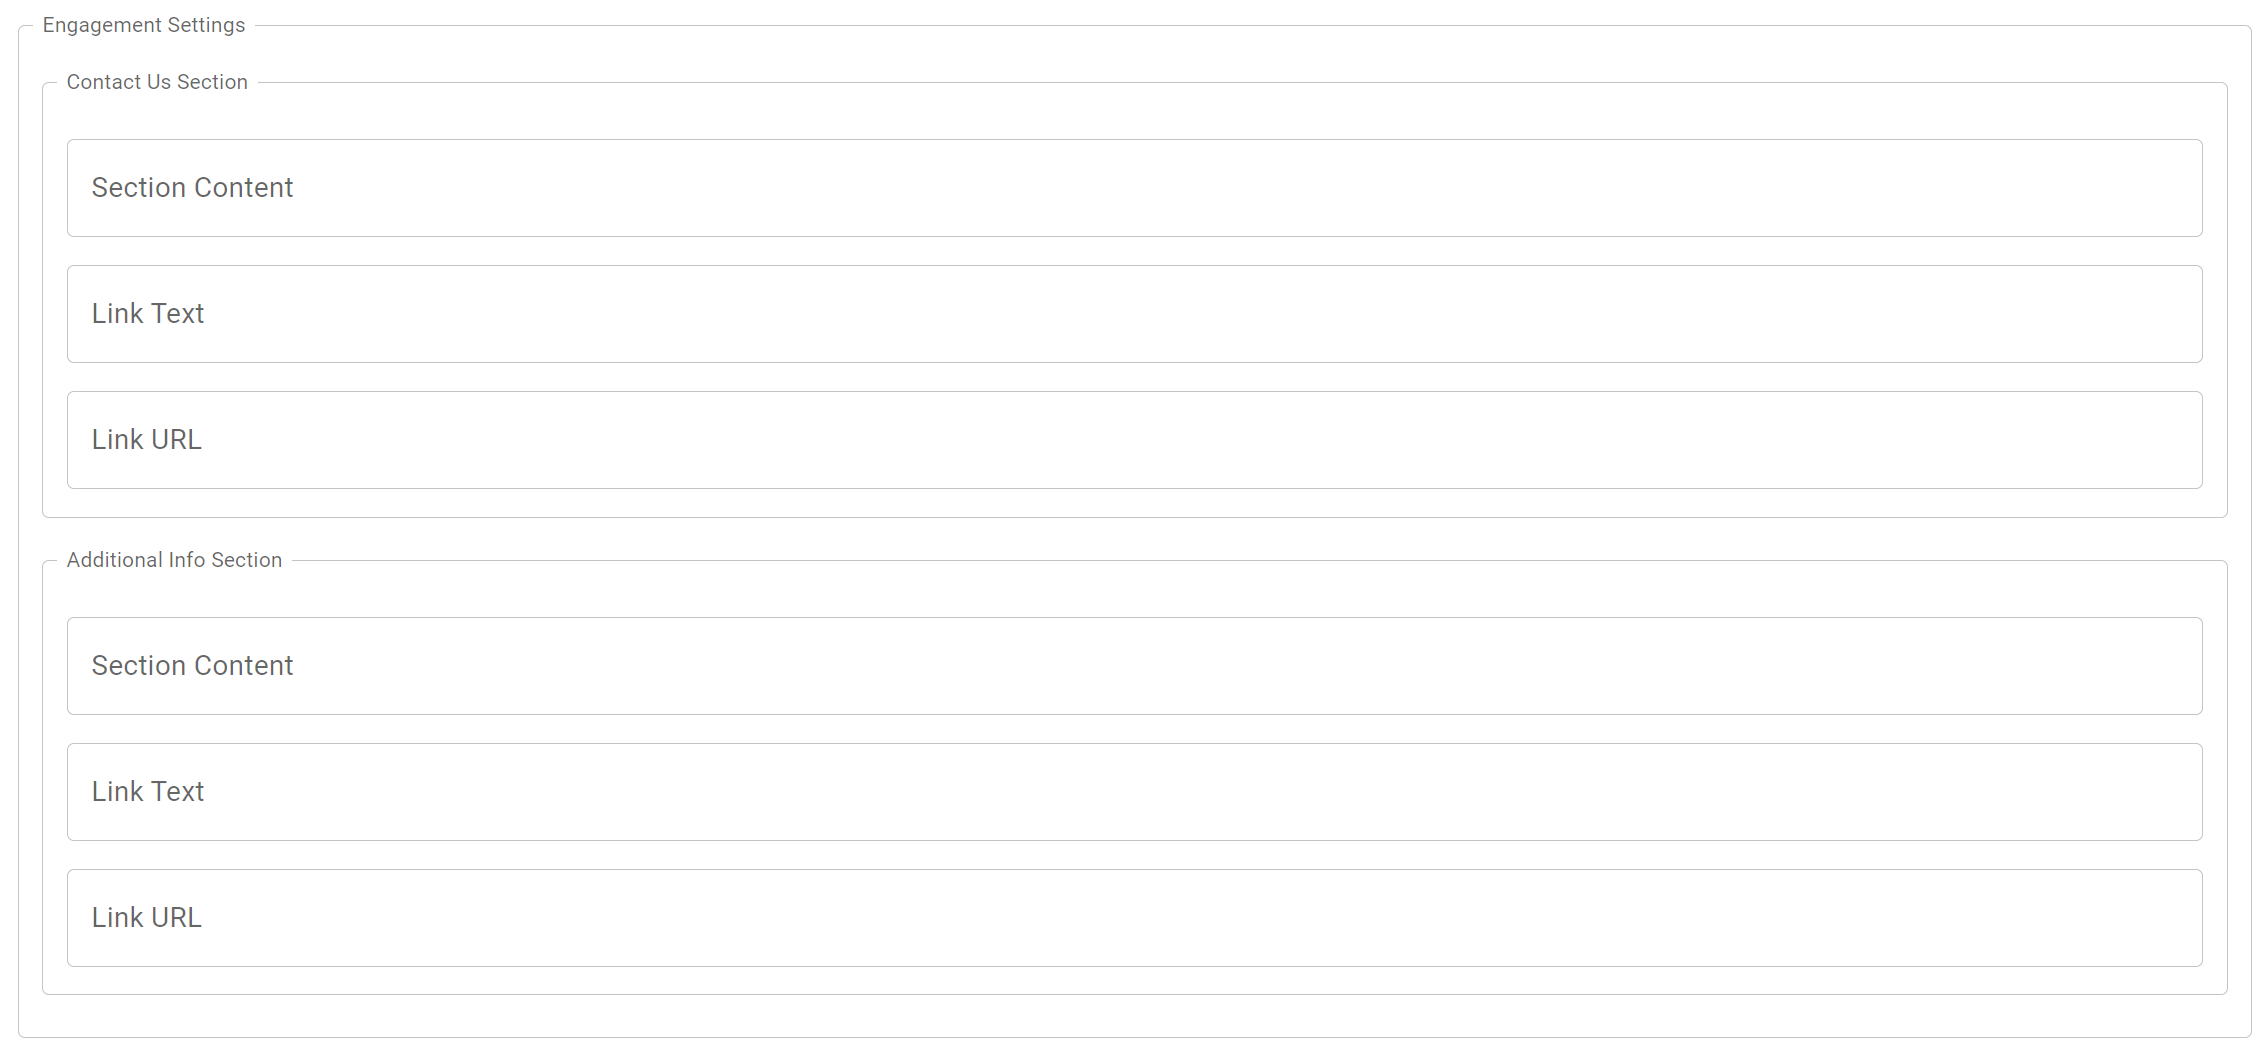 Engagement Settings
Contact Us Section
Section Content
Link Text
Link URL
Additional Info Section
Section Content
Link Text
Link URL